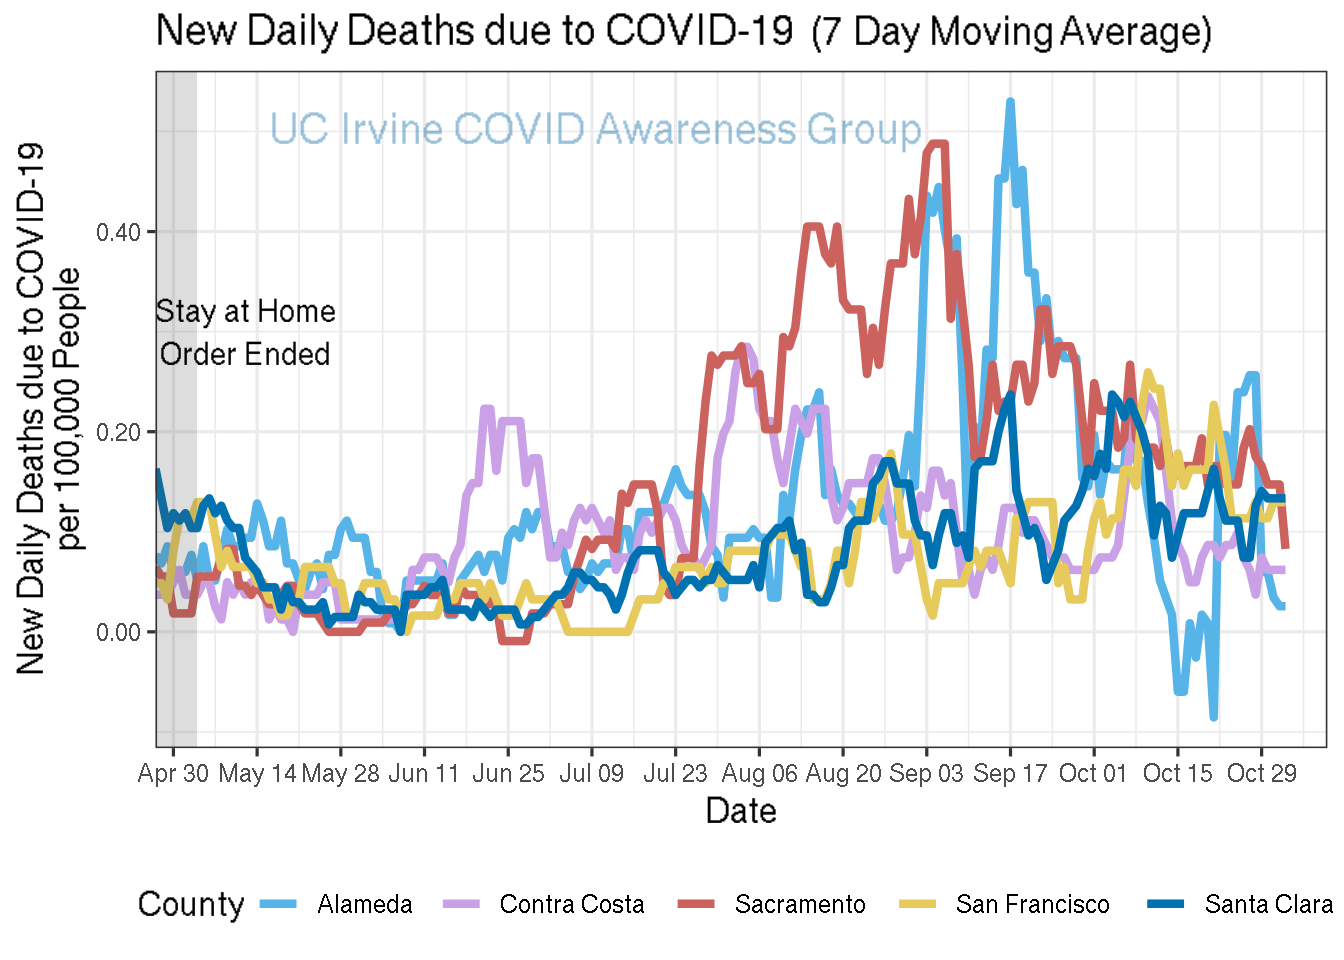 New Daily Deaths due to COVID-19 (7 Day Moving Average)
UC Irvine COVID Awareness Group
New Daily Deaths due to COVID-19
per 100,000 People
0.40
0.20
0.00
Stay at Home
Order Ended
Apr 30 May 14 May 28 Jun 11 Jun 25 Jul 09 Jul 23 Aug 06 Aug 20 Sep 03 Sep 17 Oct 01 Oct 15 Oct 29
Date
County Alameda Contra Costa Sacramento San Francisco Santa Clara